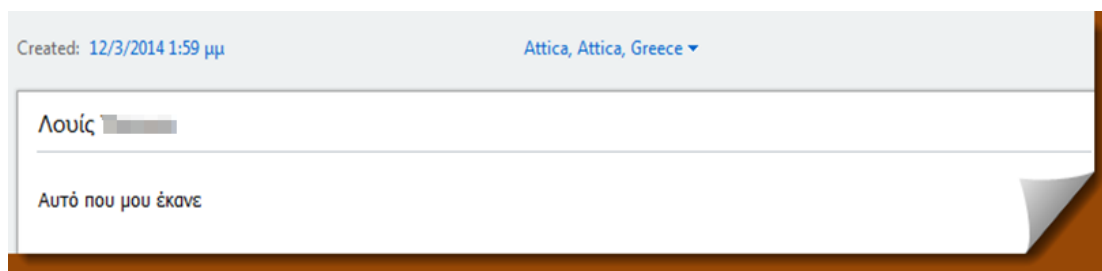 Created: 12/3/2014 1:59 μμ Attica, Attica, Greece
Λουίς
Αυτό που μου έκανε